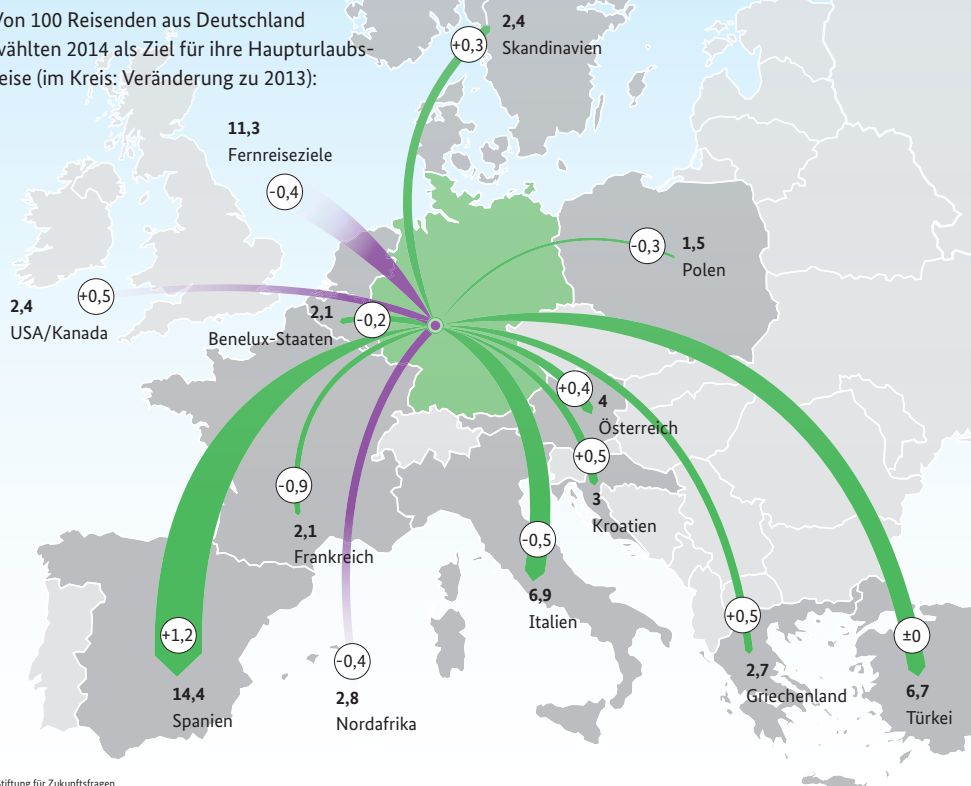 Von 100 Reisenden aus Deutschland
wählten 2014 als Ziel für ihre Haupturlaubs-
reise (im Kreis: Veränderung zu 2013):
2,4
Skandinavien
+0,3
11,3
Fernreiseziele
-0,4
-0,3
1,5
Polen
+0,5
2,4
USA/Kanada
2,1
Benelux-Staaten
-0,2
+0,4
4
Österreich
+0,5
3
Kroatien
-0,9
2,1
Frankreich
-0,5
6,9
Italien
+1,2
14,4
Spanien
-0,4
2,8
Nordafrika
+0,5
2,7
Griechenland
±0
6,7
Türkei
Stiftung für Zukunftsfragen